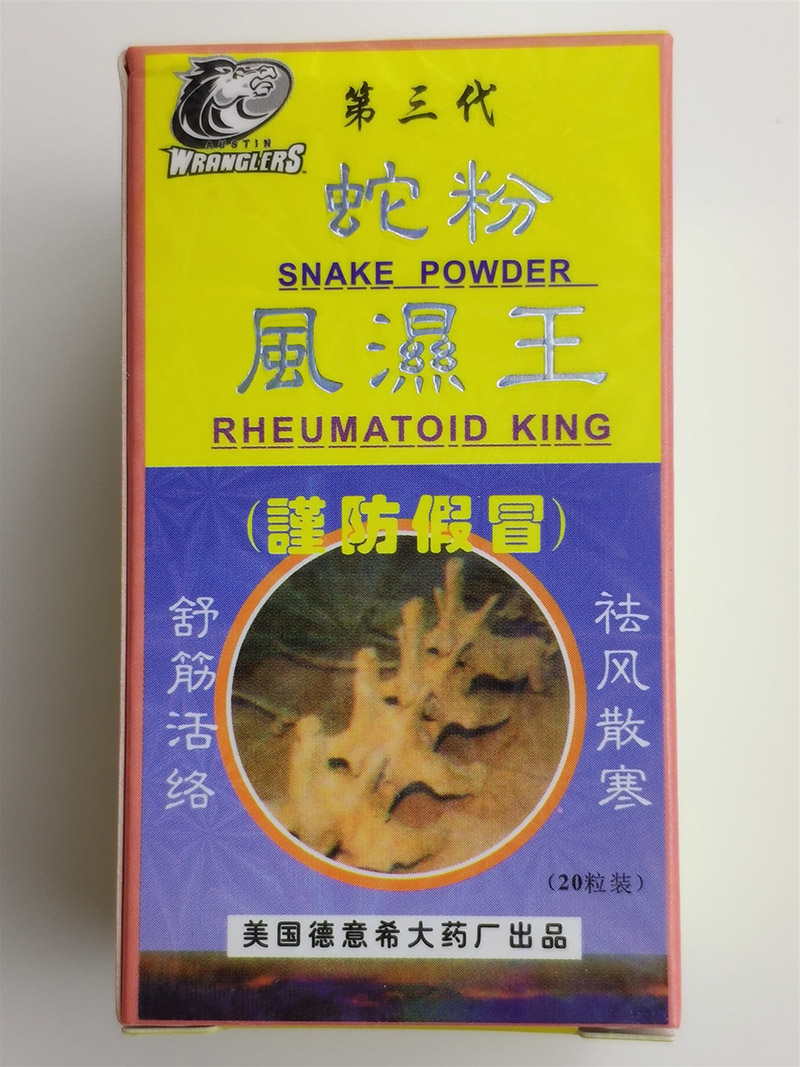 第三代
AUSTIN
WRANGLERS™
蛇粉
SNAKE POWDER
風濕王
RHEUMATOID KING
(謹防假冒)
舒筋活络
祛风散寒
(20粒装)
美国德意希大药厂出品